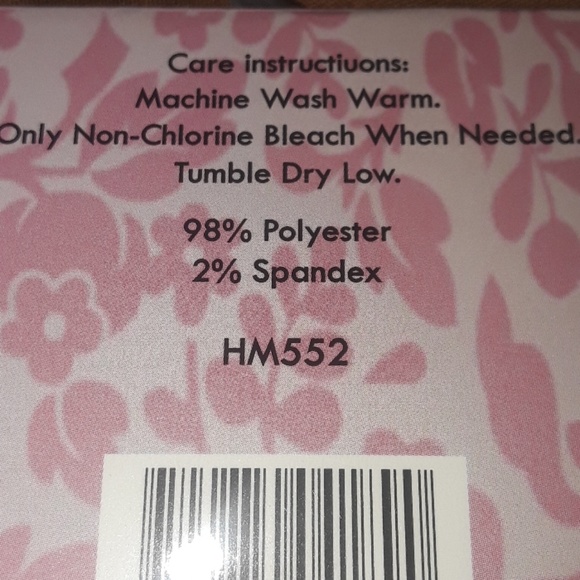 Care instructiuons:
Machine Wash Warm.
Only Non-Chlorine Bleach When Needed.
Tumble Dry Low.
98% Polyester
2% Spandex
HM552